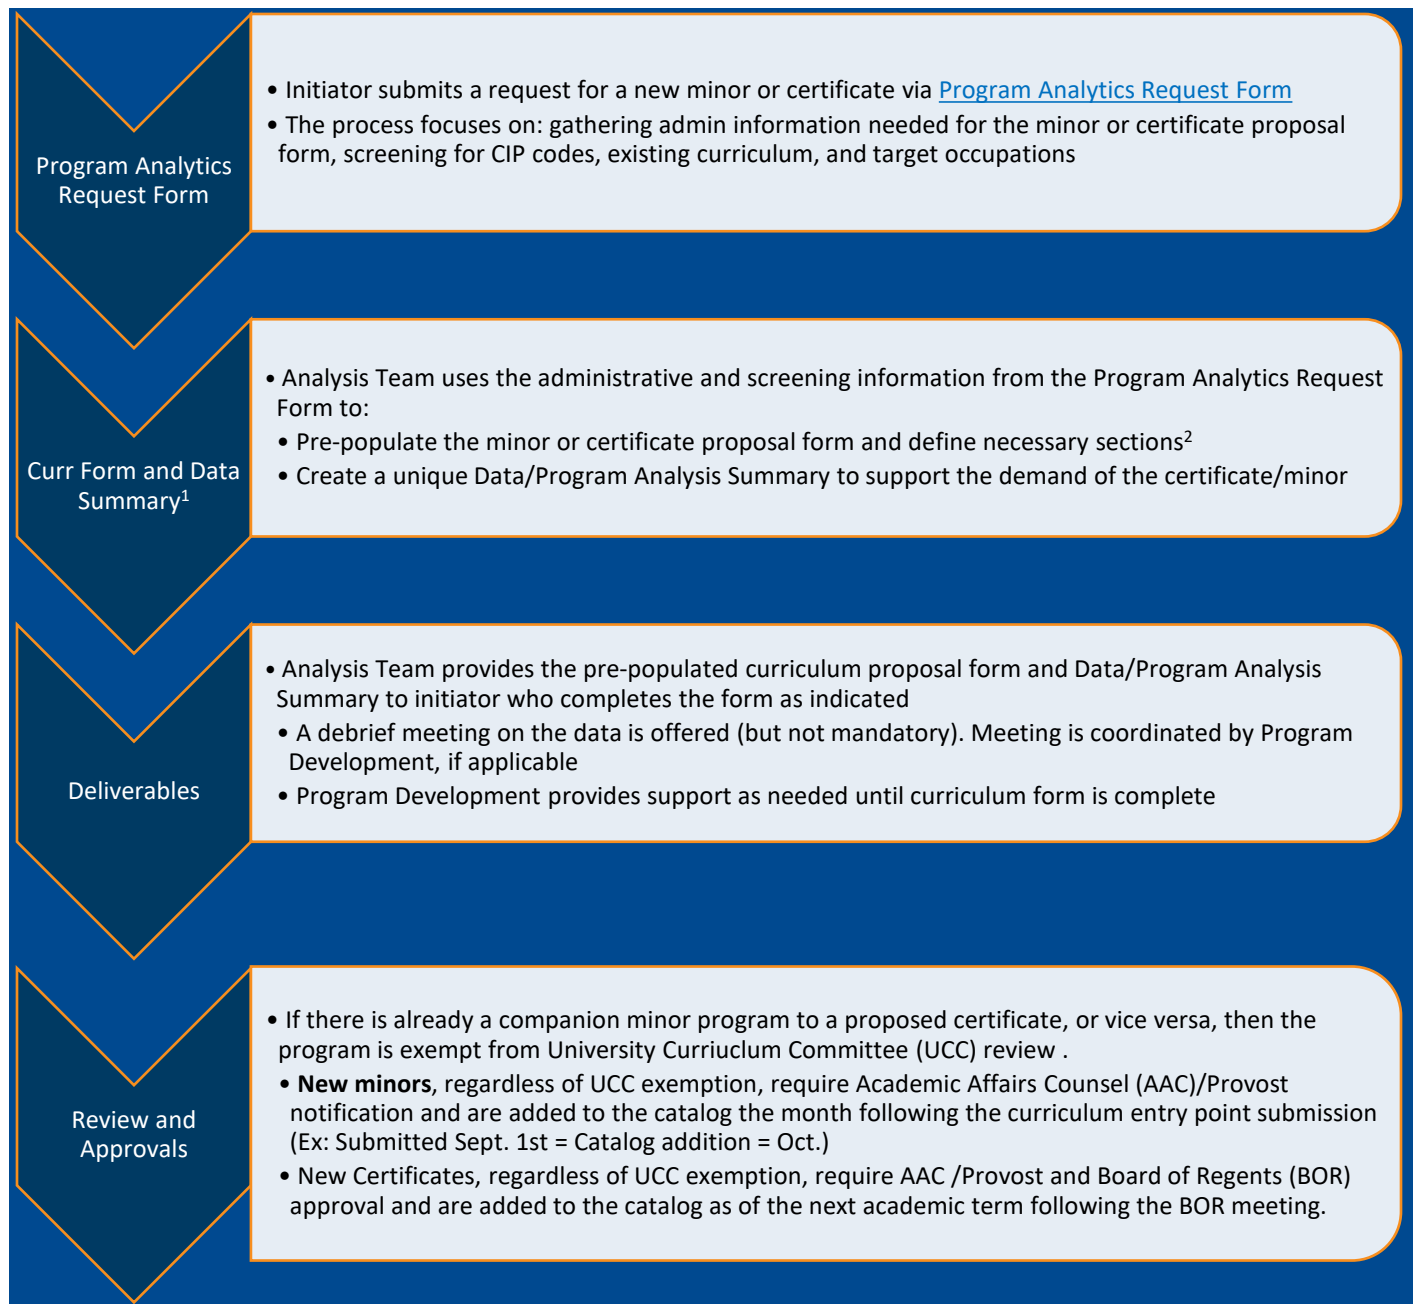 Program Analytics
Request Form
• Initiator submits a request for a new minor or certificate via Program Analytics Request Form
• The process focuses on: gathering admin information needed for the minor or certificate proposal
form, screening for CIP codes, existing curriculum, and target occupations
Curr Form and Data
Summary¹
• Analysis Team uses the administrative and screening information from the Program Analytics Request
Form to:
• Pre-populate the minor or certificate proposal form and define necessary sections²
• Create a unique Data/Program Analysis Summary to support the demand of the certificate/minor
Deliverables
• Analysis Team provides the pre-populated curriculum proposal form and Data/Program Analysis
Summary to initiator who completes the form as indicated
• A debrief meeting on the data is offered (but not mandatory). Meeting is coordinated by Program
Development, if applicable
• Program Development provides support as needed until curriculum form is complete
Review and
Approvals
• If there is already a companion minor program to a proposed certificate, or vice versa, then the
program is exempt from University Curriuclum Committee (UCC) review .
• New minors, regardless of UCC exemption, require Academic Affairs Counsel (AAC)/Provost
notification and are added to the catalog the month following the curriculum entry point submission
(Ex: Submitted Sept. 1st = Catalog addition = Oct.)
• New Certificates, regardless of UCC exemption, require AAC /Provost and Board of Regents (BOR)
approval and are added to the catalog as of the next academic term following the BOR meeting.